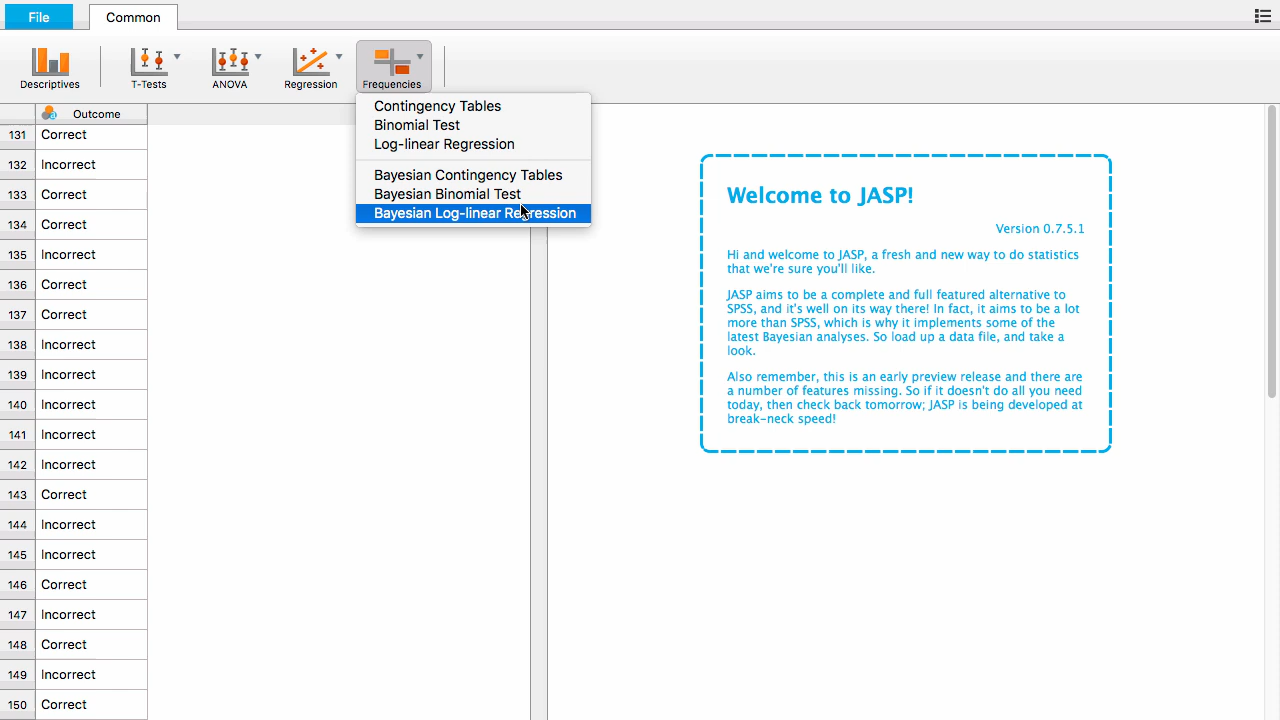 File
Common
Descriptives
T-Tests
ANOVA
Regression
Frequencies
Contingency Tables
Binomial Test
Log-linear Regression
Bayesian Contingency Tables
Bayesian Binomial Test
Bayesian Log-linear Regression
Outcome
131 Correct
132 Incorrect
133 Correct
134 Correct
135 Incorrect
136 Correct
137 Correct
138 Incorrect
139 Incorrect
140 Incorrect
141 Incorrect
142 Incorrect
143 Correct
144 Incorrect
145 Incorrect
146 Correct
147 Incorrect
148 Correct
149 Incorrect
150 Correct
Welcome to JASP!
Version 0.7.5.1
Hi and welcome to JASP, a fresh and new way to do statistics
that we're sure you'll like.
JASP aims to be a complete and full featured alternative to
SPSS, and it's well on its way there! In fact, it aims to be a lot
more than SPSS, which is why it implements some of the
latest Bayesian analyses. So load up a data file, and take a
look.
Also remember, this is an early preview release and there are
a number of features missing. So if it doesn't do all you need
today, then check back tomorrow; JASP is being developed at
break-neck speed!